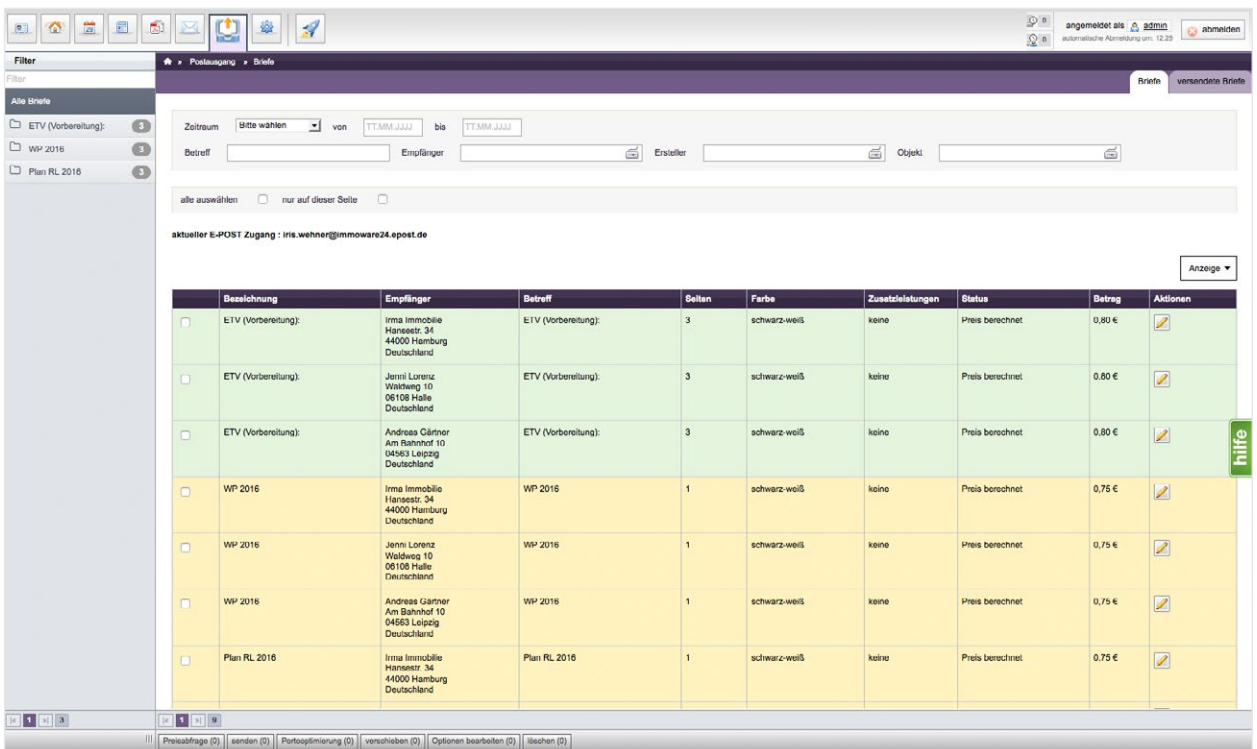 0
angemeldet als admin
automatische Abmeldung um: 12:25
abmelden
0
Filter
Filter
Alle Briefe
ETV (Vorbereitung): 3
WP 2016 3
Plan RL 2016 3
» Postausgang » Briefe
Briefe versendete Briefe
Zeitraum Bitte wählen von TT.MM.JJJJ bis TT.MM.JJJJ
Betreff Empfänger Ersteller Objekt
alle auswählen nur auf dieser Seite
aktueller E-POST Zugang : iris.wehner@immoware24.epost.de
Anzeige ▼
Bezeichnung Empfänger Betreff Seiten Farbe Zusatzleistungen Status Betrag Aktionen
ETV (Vorbereitung): Irma Immobilie ETV (Vorbereitung): 3 schwarz-weiß keine Preis berechnet 0,80 €
Hansestr. 34
44000 Hamburg
Deutschland
ETV (Vorbereitung): Jenni Lorenz ETV (Vorbereitung): 3 schwarz-weiß keine Preis berechnet 0,80 €
Waldweg 10
06108 Halle
Deutschland
ETV (Vorbereitung): Andreas Gärtner ETV (Vorbereitung): 3 schwarz-weiß keine Preis berechnet 0,80 €
Am Bahnhof 10
04563 Leipzig
Deutschland
WP 2016 Irma Immobilie WP 2016 1 schwarz-weiß keine Preis berechnet 0,75 €
Hansestr. 34
44000 Hamburg
Deutschland
WP 2016 Jenni Lorenz WP 2016 1 schwarz-weiß keine Preis berechnet 0,75 €
Waldweg 10
06108 Halle
Deutschland
WP 2016 Andreas Gärtner WP 2016 1 schwarz-weiß keine Preis berechnet 0,75 €
Am Bahnhof 10
04563 Leipzig
Deutschland
Plan RL 2016 Irma Immobilie Plan RL 2016 1 schwarz-weiß keine Preis berechnet 0,75 €
Hansestr. 34
44000 Hamburg
Deutschland
hilfe
1 3
1 9
Preisabfrage (0) senden (0) Portooptimierung (0) verschieben (0) Optionen bearbeiten (0) löschen (0)